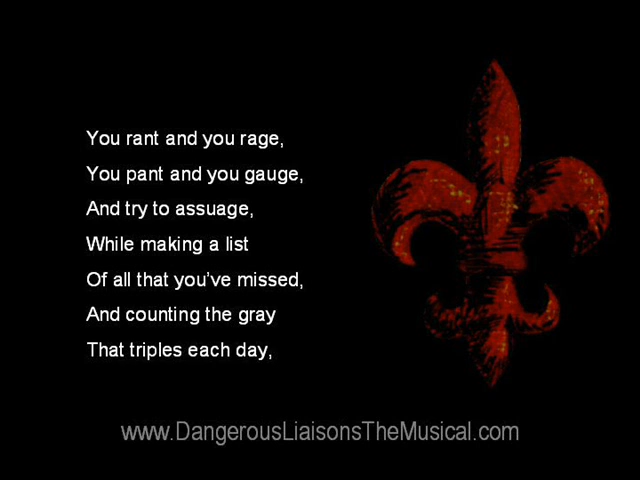 You rant and you rage,
You pant and you gauge,
And try to assuage,
While making a list
Of all that you’ve missed,
And counting the gray
That triples each day,
www.DangerousLiaisonsTheMusical.com